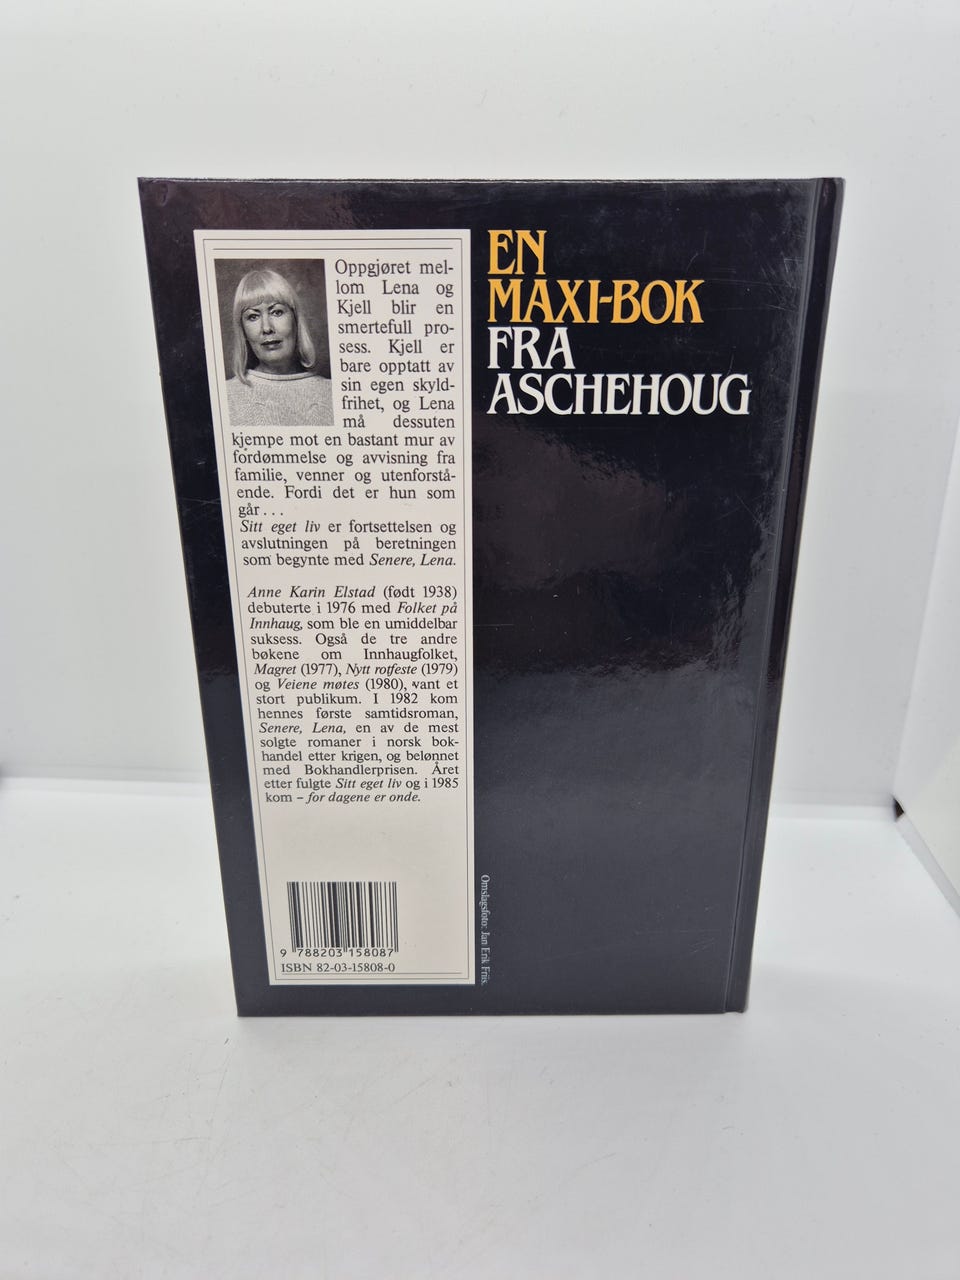 EN
MAXI-BOK
FRA
ASCHEHOUG
Oppgjøret mel-
lom Lena og
Kjell blir en
smertefull pro-
sess. Kjell er
bare opptatt av
sin egen skyld-
frihet, og Lena
må dessuten
kjempe mot en bastant mur av
fordømmelse og avvisning fra
familie, venner og utenforstå-
ende. Fordi det er hun som
går . . .
Sitt eget liv er fortsettelsen og
avslutningen på beretningen
som begynte med Senere, Lena.
Anne Karin Elstad (født 1938)
debuterte i 1976 med Folket på
Innhaug, som ble en umiddelbar
suksess. Også de tre andre
bøkene om Innhaugfolket,
Magret (1977), Nytt rotfeste (1979)
og Veiene møtes (1980), vant et
stort publikum. I 1982 kom
hennes første samtidsroman,
Senere, Lena, en av de mest
solgte romaner i norsk bok-
handel etter krigen, og belønnet
med Bokhandlerprisen. Året
etter fulgte Sitt eget liv og i 1985
kom – for dagene er onde.
9 788203 158087
ISBN 82-03-15808-0
Omslagsfoto: Jan Erik Friis.